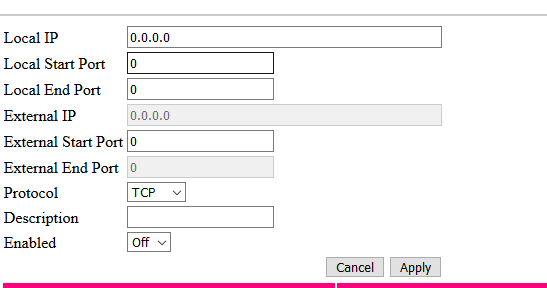 Local IP 0.0.0.0
Local Start Port 0
Local End Port 0
External IP 0.0.0.0
External Start Port 0
External End Port 0
Protocol TCP
Description
Enabled Off
Cancel Apply